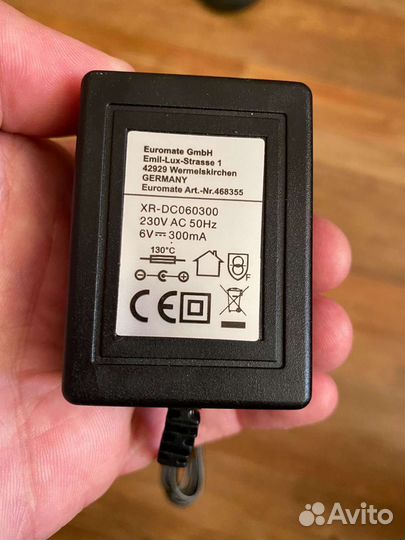 Euromate GmbH
Emil-Lux-Strasse 1
42929 Wermelskirchen
GERMANY
Euromate Art.-Nr.468355
XR-DC060300
230V AC 50Hz
6V⎓300mA
130°C
F
CE
Avito